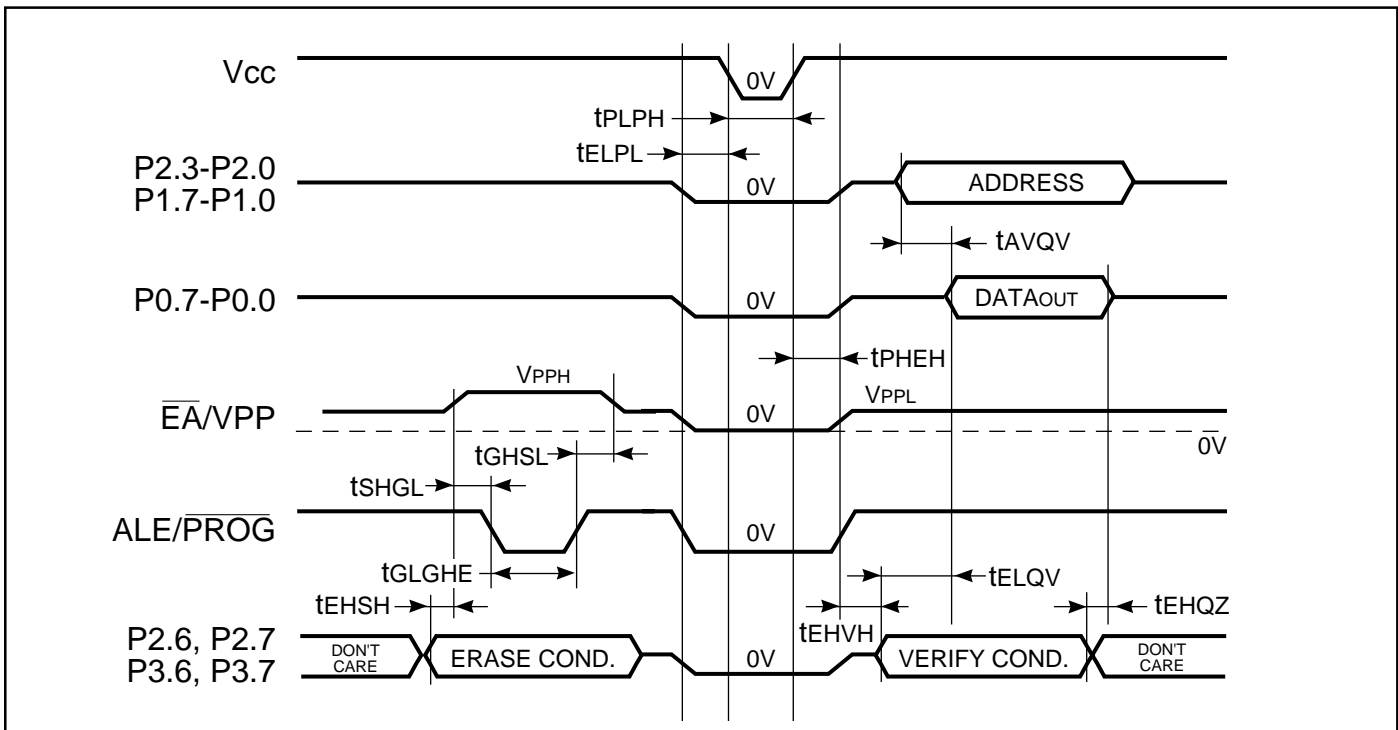 Vcc
0V
tPLPH
tELPL
P2.3-P2.0
P1.7-P1.0
0V
ADDRESS
tAVQV
P0.7-P0.0
0V
DATAOUT
tPHEH
VPPH
VPPL
EA/VPP
0V
0V
tGHSL
tSHGL
ALE/PROG
0V
tGLGHE
tELQV
tEHSH
tEHVH
tEHQZ
P2.6, P2.7
P3.6, P3.7
DON'T
CARE
ERASE COND.
0V
VERIFY COND.
DON'T
CARE